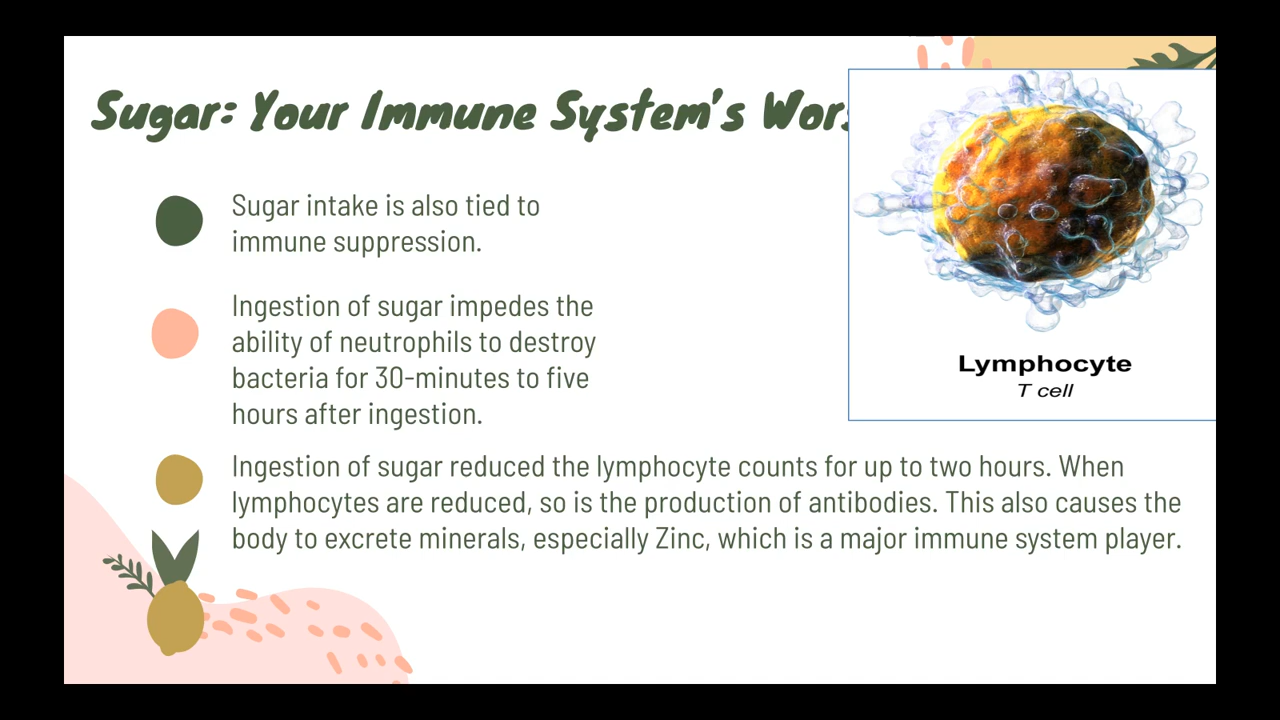 Sugar: Your Immune System's
Sugar intake is also tied to
immune suppression.
Ingestion of sugar impedes the
ability of neutrophils to destroy
bacteria for 30-minutes to five
hours after ingestion.
Lymphocyte
T cell
Ingestion of sugar reduced the lymphocyte counts for up to two hours. When
lymphocytes are reduced, so is the production of antibodies. This also causes the
body to excrete minerals, especially Zinc, which is a major immune system player.